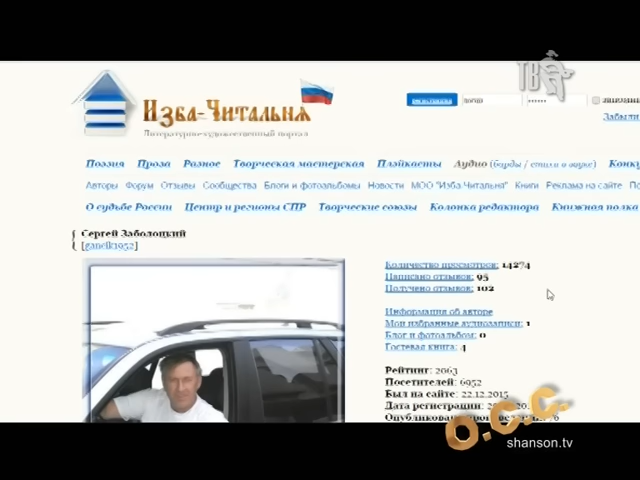 ТВ
Изба-Читальня
Литературно-художественный портал
Забыли
Поэзия Проза Разное Творческая мастерская Плэйкасты Аудио (барды / стихи в звуке)
Авторы Форум Отзывы Сообщества Блоги и фотоальбомы Новости МОО "Изба Читальня" Книги Реклама на сайте
О судьбе России Центр и регионы СПР Творческие союзы Колонка редактора Книжная полка
Сергей Заболоцкий
Количество просмотров: 14274
Написано отзывов: 95
Получено отзывов: 102
Информация об авторе
Мои избранные аудиозаписи: 1
Блог и фотоальбом: 0
Гостевая книга: 4
Рейтинг: 2063
Посетителей: 6952
Был на сайте: 22.12.2015
Дата регистрации:
О.С.С.
shanson.tv